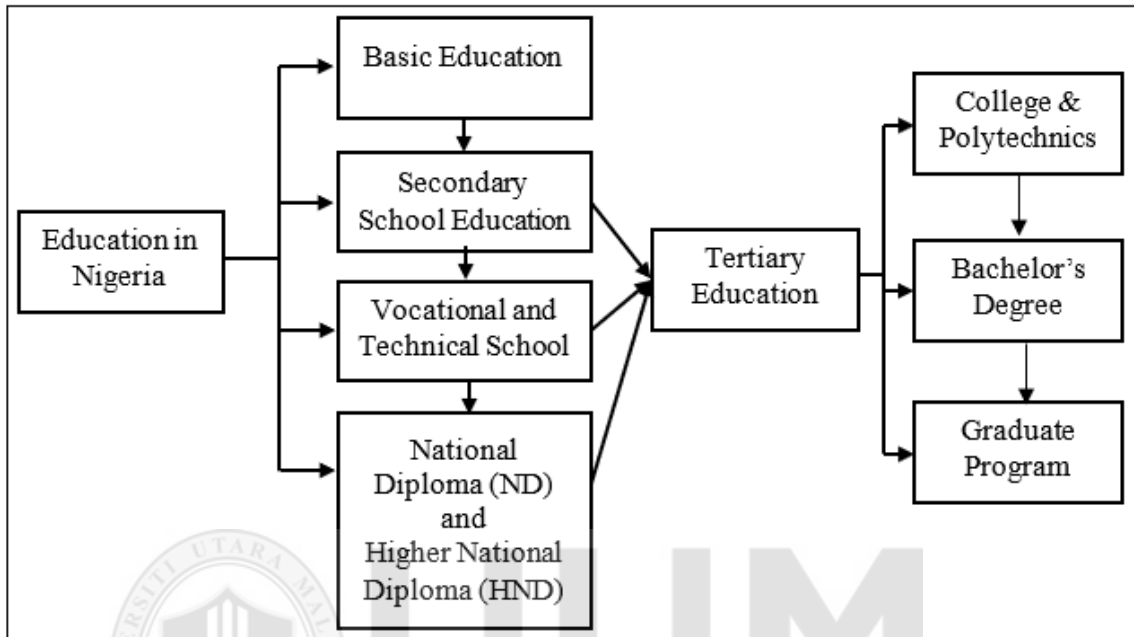 Education in
Nigeria
Basic Education
Secondary
School Education
Vocational and
Technical School
National
Diploma (ND)
and
Higher National
Diploma (HND)
Tertiary
Education
College &
Polytechnics
Bachelor’s
Degree
Graduate
Program
UTARA